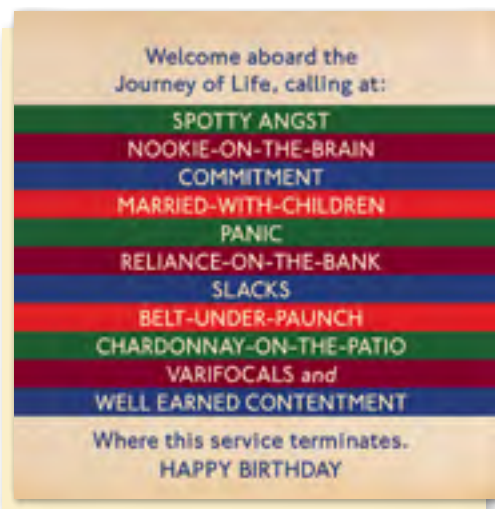 Welcome aboard the
Journey of Life, calling at:
SPOTTY ANGST
NOOKIE-ON-THE-BRAIN
COMMITMENT
MARRIED-WITH-CHILDREN
PANIC
RELIANCE-ON-THE-BANK
SLACKS
BELT-UNDER-PAUNCH
CHARDONNAY-ON-THE-PATIO
VARIFOCALS and
WELL EARNED CONTENTMENT
Where this service terminates.
HAPPY BIRTHDAY